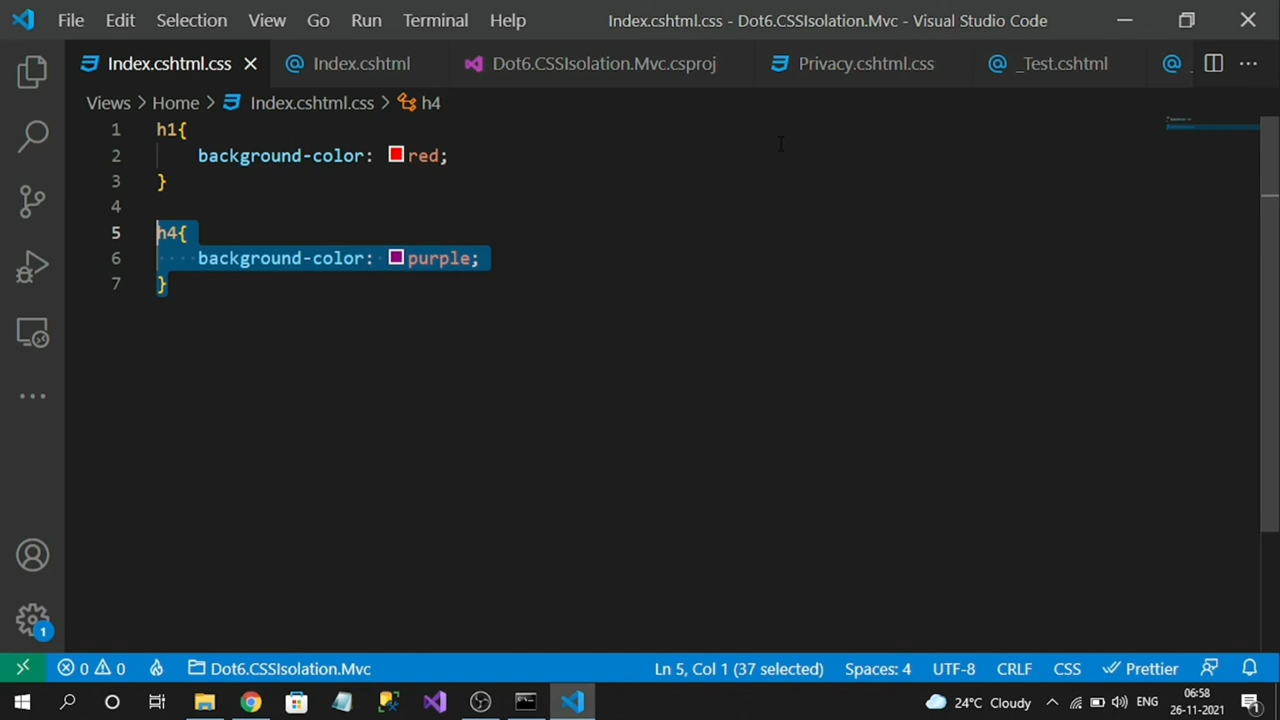 File Edit Selection View Go Run Terminal Help Index.cshtml.css - Dot6.CSSIsolation.Mvc - Visual Studio Code
Index.cshtml.css Index.cshtml Dot6.CSSIsolation.Mvc.csproj Privacy.cshtml.css _Test.cshtml
Views > Home > Index.cshtml.css > h4
1 h1{
2 background-color: red;
3 }
4
5 h4{
6 background-color: purple;
7 }
1
0 0 Dot6.CSSIsolation.Mvc Ln 5, Col 1 (37 selected) Spaces: 4 UTF-8 CRLF CSS Prettier
24°C Cloudy ENG 06:58
26-11-2021 1